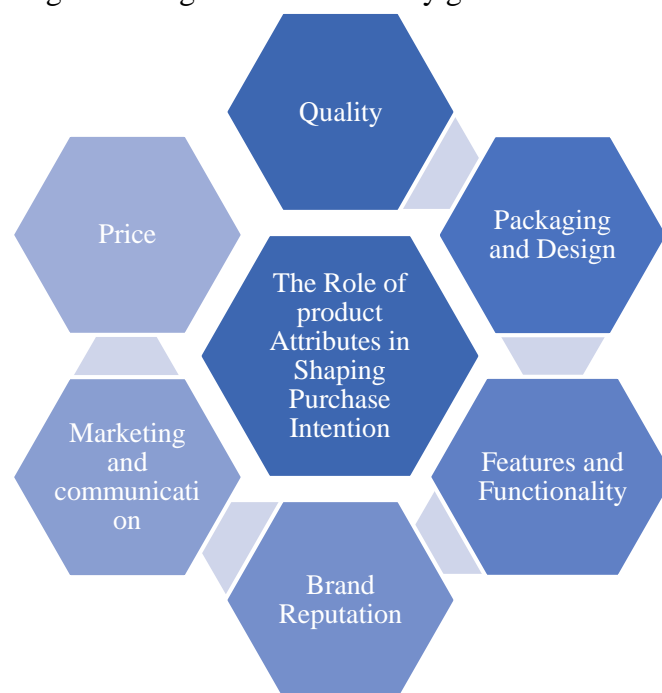 Quality
Packaging
and Design
Price
The Role of
product
Attributes in
Shaping
Purchase
Intention
Marketing
and
communicati
on
Features and
Functionality
Brand
Reputation